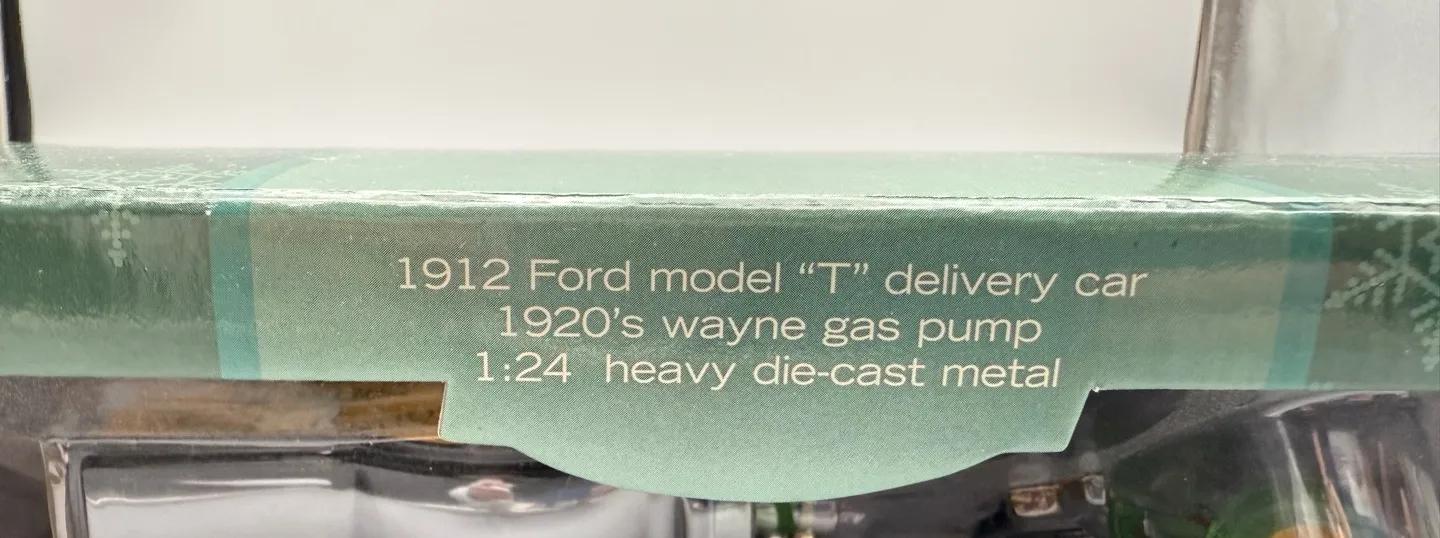 1912 Ford model “T” delivery car
1920's wayne gas pump
1:24 heavy die-cast metal